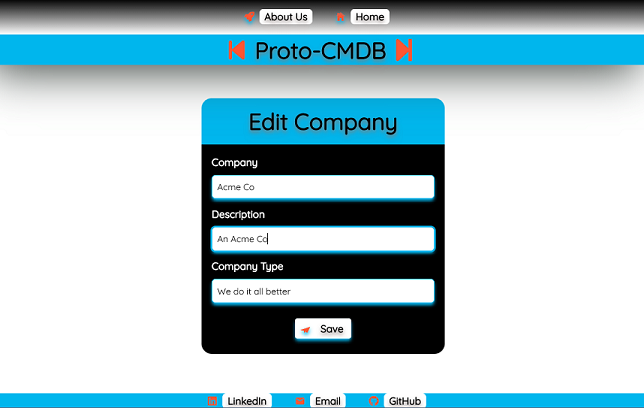 About Us Home
Proto-CMDB
Edit Company
Company
Acme Co
Description
An Acme Co
Company Type
We do it all better
Save
LinkedIn Email GitHub